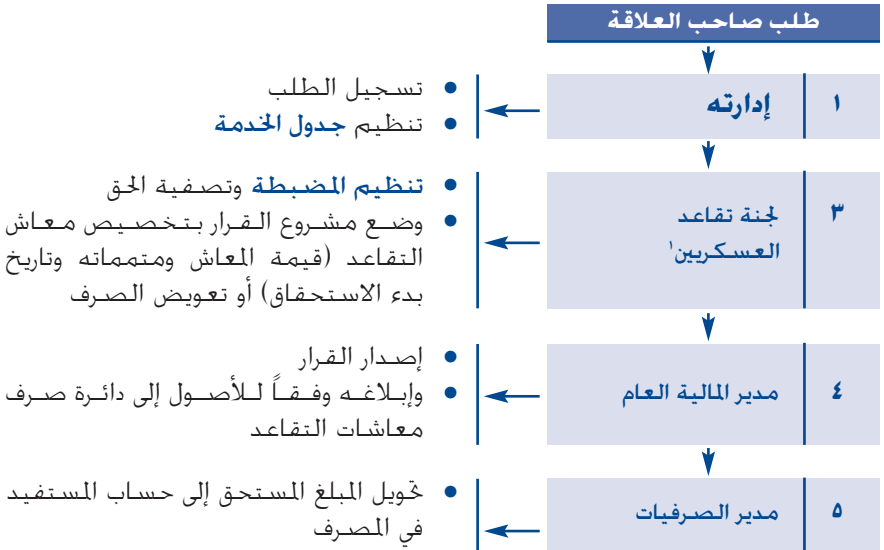 طلب صاحب العلاقة
١ إدارته
• تسجيل الطلب
• تنظيم جدول الخدمة
٣ لجنة تقاعد
العسكريين١
• تنظيم المضبطة وتصفية الحق
• وضع مشروع القرار بتخصيص معاش
التقاعد (قيمة المعاش ومتمماته وتاريخ
بدء الاستحقاق) أو تعويض الصرف
٤ مدير المالية العام
• إصدار القرار
• وإبلاغه وفقاً للأصول إلى دائرة صرف
معاشات التقاعد
٥ مدير الصرفيات
• تحويل المبلغ المستحق إلى حساب المستفيد
في المصرف